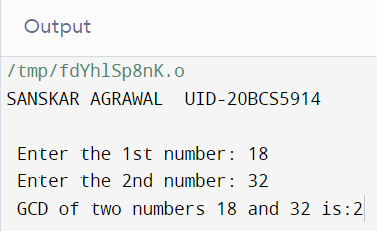 Output
/tmp/fdYhlSp8nK.o
SANSKAR AGRAWAL  UID-20BCS5914
Enter the 1st number: 18
Enter the 2nd number: 32
GCD of two numbers 18 and 32 is:2